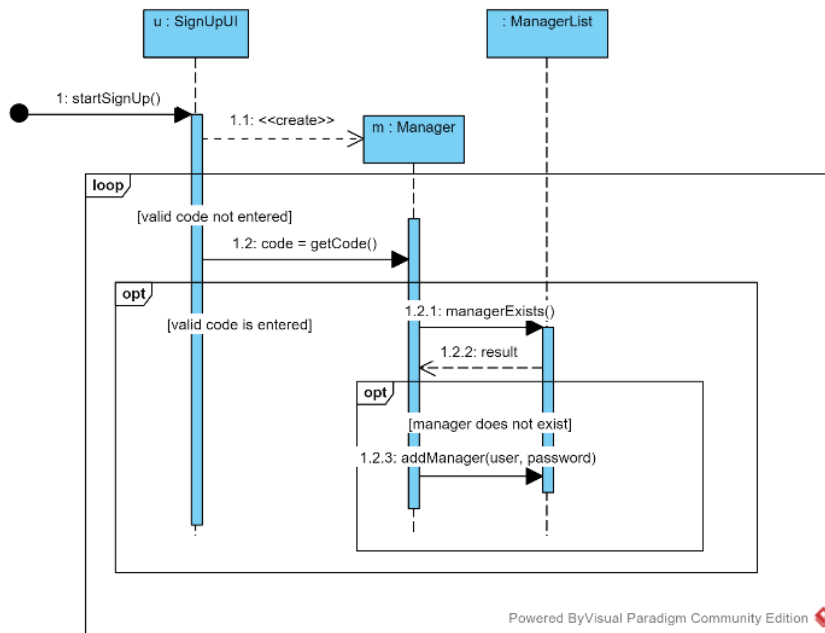 u : SignUpUI
: ManagerList
1: startSignUp()
1.1: <<create>>
m : Manager
loop
[valid code not entered]
1.2: code = getCode()
opt
[valid code is entered]
1.2.1: managerExists()
1.2.2: result
opt
[manager does not exist]
1.2.3: addManager(user, password)
Powered ByVisual Paradigm Community Edition